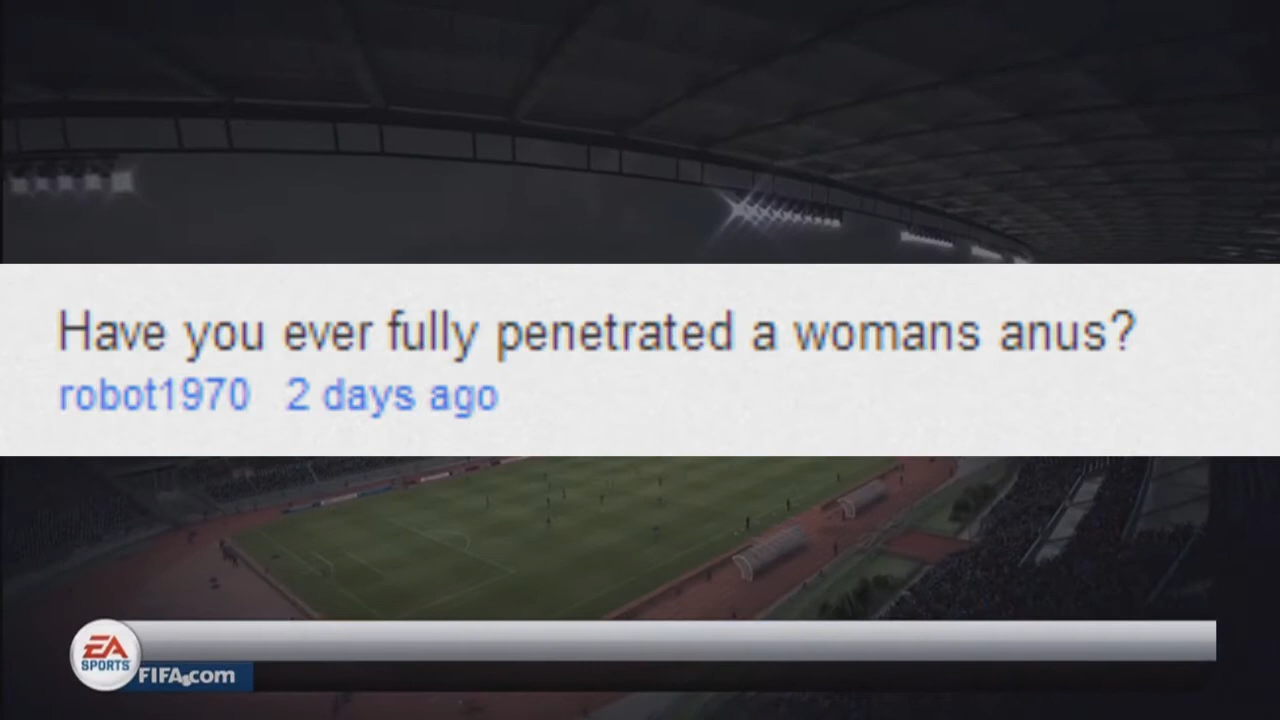 Have you ever fully penetrated a womans anus?
robot1970 2 days ago
EA
SPORTS
FIFA.com